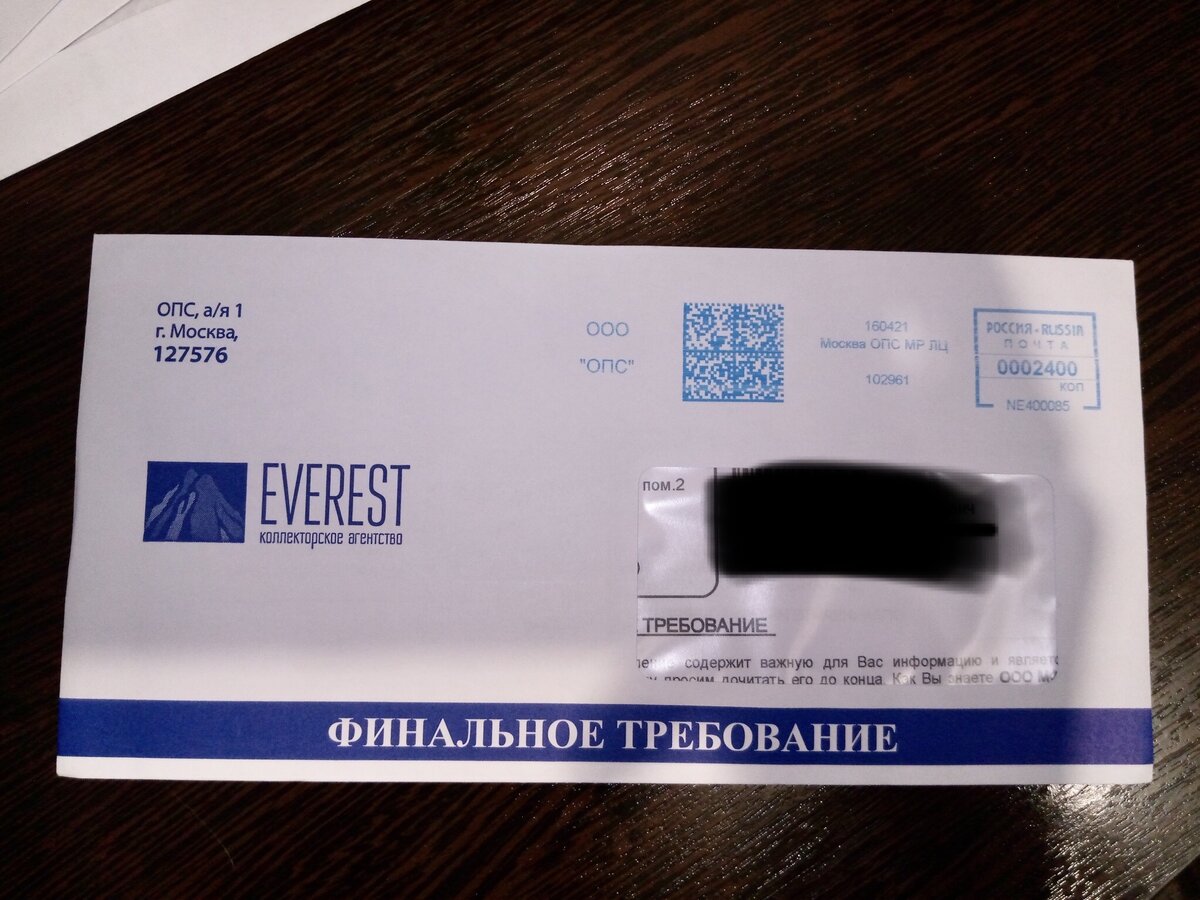 ОПС, а/я 1
г. Москва,
127576
ООО
"ОПС"
160421
Москва ОПС МР ЛЦ
102961
РОССИЯ • RUSSIA
ПОЧТА
0002400
коп
NE400085
EVEREST
коллекторское агентство
пом.2
ТРЕБОВАНИЕ
содержит важную для Вас информацию и являетс
просим дочитать его до конца. Как Вы знаете ООО М
ФИНАЛЬНОЕ ТРЕБОВАНИЕ